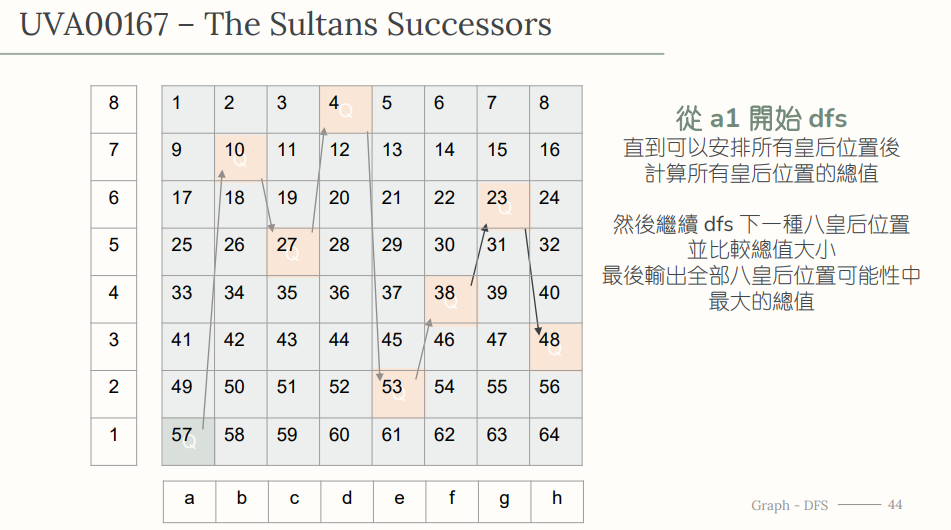 UVA00167 – The Sultans Successors
8 1 2 3 4 Q 5 6 7 8
7 9 10 Q 11 12 13 14 15 16
6 17 18 19 20 21 22 23 Q 24
5 25 26 27 Q 28 29 30 31 32
4 33 34 35 36 37 38 Q 39 40
3 41 42 43 44 45 46 47 48 Q
2 49 50 51 52 53 Q 54 55 56
1 57 Q 58 59 60 61 62 63 64
a b c d e f g h
從 a1 開始 dfs
直到可以安排所有皇后位置後
計算所有皇后位置的總值
然後繼續 dfs 下一種八皇后位置
並比較總值大小
最後輸出全部八皇后位置可能性中
最大的總值
Graph - DFS 44